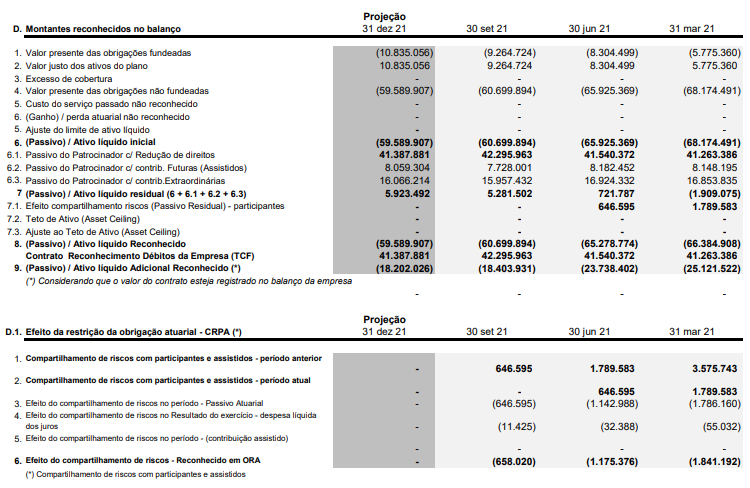 Projeção
D. Montantes reconhecidos no balanço 31 dez 21 30 set 21 30 jun 21 31 mar 21
1. Valor presente das obrigações fundeadas (10.835.056) (9.264.724) (8.304.499) (5.775.360)
2. Valor justo dos ativos do plano 10.835.056 9.264.724 8.304.499 5.775.360
3. Excesso de cobertura - - - -
4. Valor presente das obrigações não fundeadas (59.589.907) (60.699.894) (65.925.369) (68.174.491)
5. Custo do serviço passado não reconhecido - - - -
6. (Ganho) / perda atuarial não reconhecido - - - -
5. Ajuste do limite de ativo líquido - - - -
6. (Passivo) / Ativo líquido inicial (59.589.907) (60.699.894) (65.925.369) (68.174.491)
6.1. Passivo do Patrocinador c/ Redução de direitos 41.387.881 42.295.963 41.540.372 41.263.386
6.2. Passivo do Patrocinador c/ contrib. Futuras (Assistidos) 8.059.304 7.728.001 8.182.452 8.148.195
6.3. Passivo do Patrocinador c/ contrib.Extraordinárias 16.066.214 15.957.432 16.924.332 16.853.835
7 (Passivo) / Ativo líquido residual (6 + 6.1 + 6.2 + 6.3) 5.923.492 5.281.502 721.787 (1.909.075)
7.1. Efeito compartilhamento riscos (Passivo Residual) - participantes - - 646.595 1.789.583
7.2. Teto de Ativo (Asset Ceiling) - - - -
7.3. Ajuste ao Teto de Ativo (Asset Ceiling) - - - -
8. (Passivo) / Ativo líquido Reconhecido (59.589.907) (60.699.894) (65.278.774) (66.384.908)
Contrato Reconhecimento Débitos da Empresa (TCF) 41.387.881 42.295.963 41.540.372 41.263.386
9. (Passivo) / Ativo líquido Adicional Reconhecido (*) (18.202.026) (18.403.931) (23.738.402) (25.121.522)
(*) Considerando que o valor do contrato esteja registrado no balanço da empresa
- - - -
Projeção
D.1. Efeito da restrição da obrigação atuarial - CRPA (*) 31 dez 21 30 set 21 30 jun 21 31 mar 21
1. Compartilhamento de riscos com participantes e assistidos - período anterior
- 646.595 1.789.583 3.575.743
2. Compartilhamento de riscos com participantes e assistidos - período atual
- - 646.595 1.789.583
3. Efeito do compartilhamento de riscos no período - Passivo Atuarial - (646.595) (1.142.988) (1.786.160)
4. Efeito do compartilhamento de riscos no Resultado do exercício - despesa líquida
dos juros - (11.425) (32.388) (55.032)
5. Efeito do compartilhamento de riscos no período - (contribuição assistido)
- - - -
6. Efeito do compartilhamento de riscos - Reconhecido em ORA - (658.020) (1.175.376) (1.841.192)
(*) Compartilhamento de riscos com participantes e assistidos